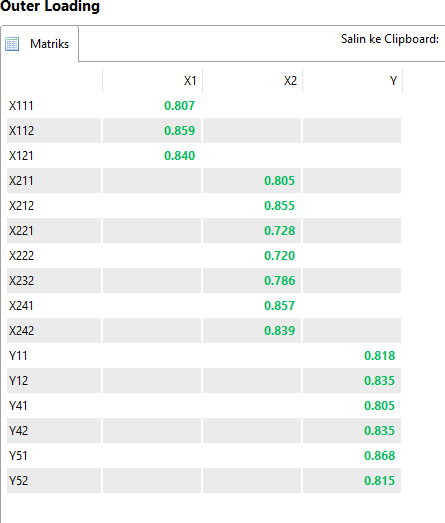 Outer Loading
Matriks Salin ke Clipboard:
X1 X2 Y
X111 0.807
X112 0.859
X121 0.840
X211 0.805
X212 0.855
X221 0.728
X222 0.720
X232 0.786
X241 0.857
X242 0.839
Y11 0.818
Y12 0.835
Y41 0.805
Y42 0.835
Y51 0.868
Y52 0.815